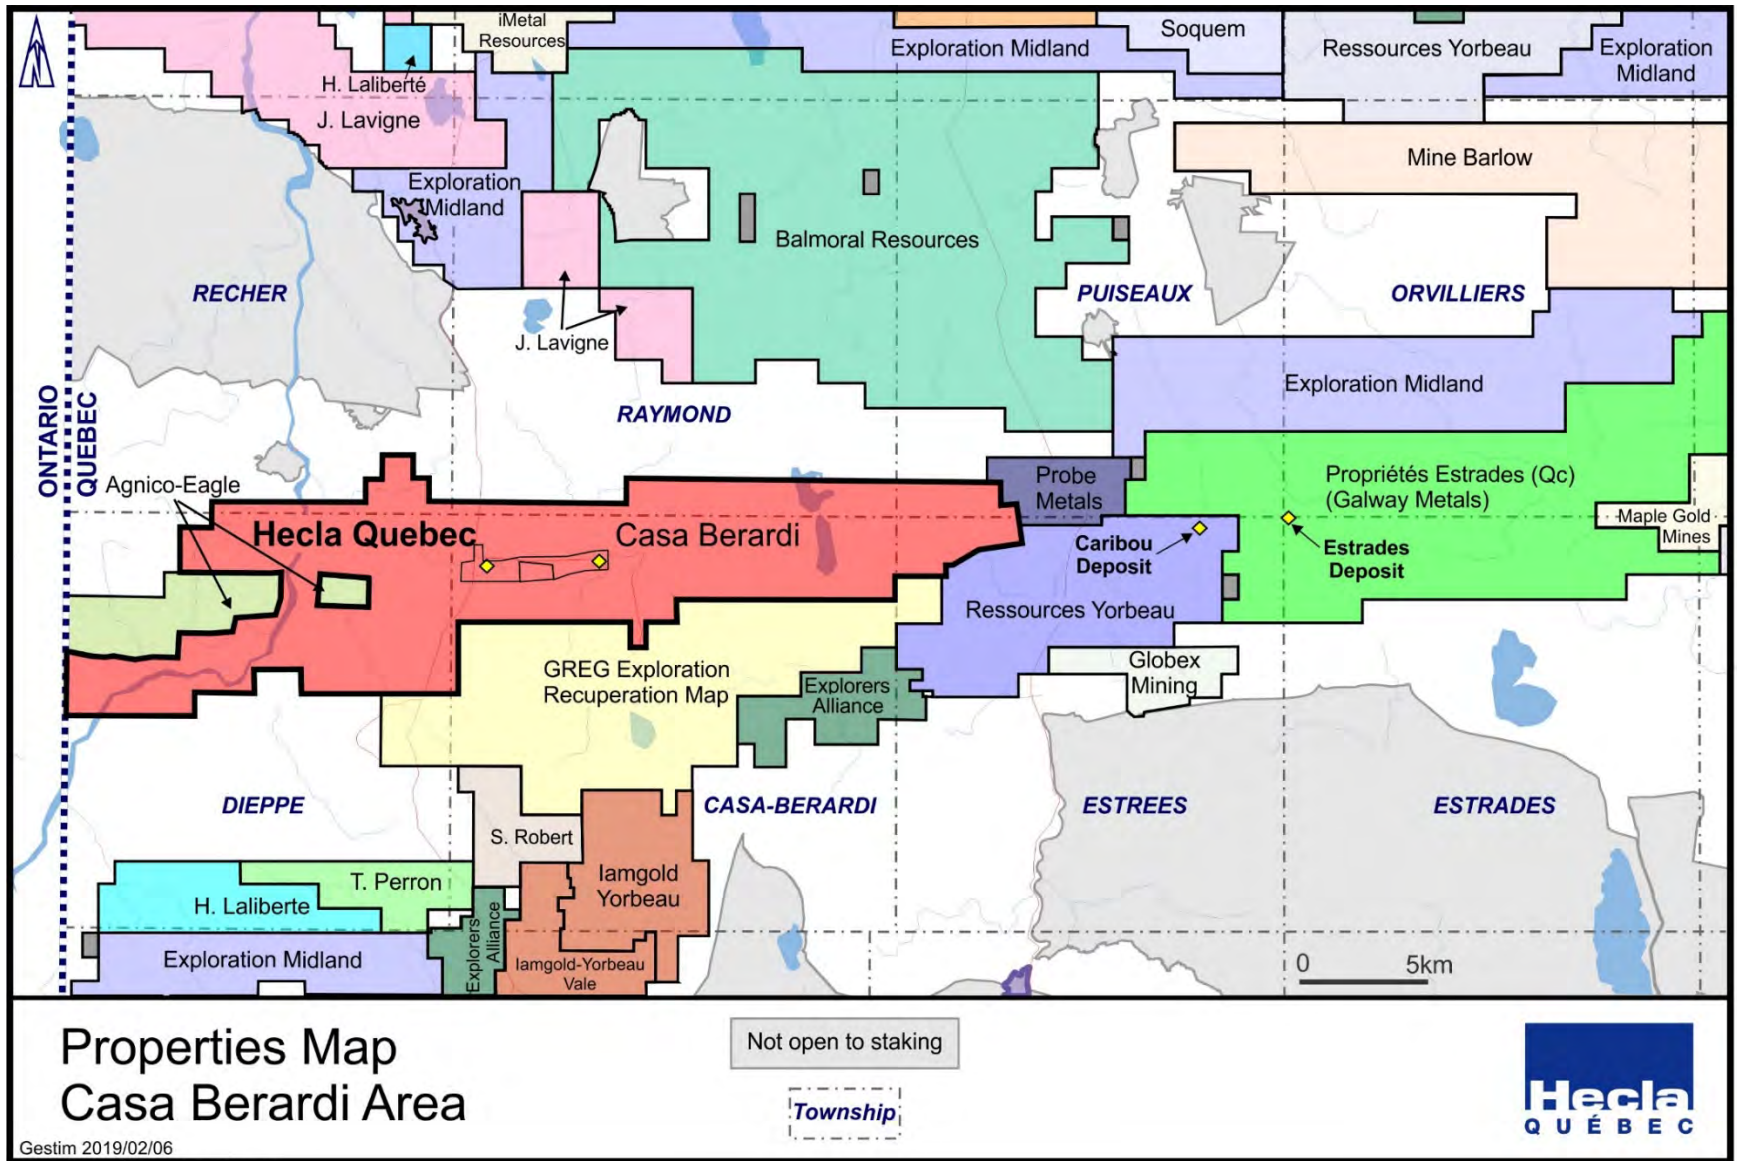 iMetal
Resources
Exploration Midland
Soquem
Ressources Yorbeau
Exploration
Midland
H. Laliberté
J. Lavigne
Mine Barlow
Exploration
Midland
Balmoral Resources
RECHER
PUISEAUX
ORVILLIERS
J. Lavigne
Exploration Midland
RAYMOND
ONTARIO
QUEBEC
Agnico-Eagle
Probe
Metals
Propriétés Estrades (Qc)
(Galway Metals)
Maple Gold
Mines
Hecla Quebec
Casa Berardi
Caribou
Deposit
Estrades
Deposit
Ressources Yorbeau
GREG Exploration
Recuperation Map
Explorers
Alliance
Globex
Mining
DIEPPE
CASA-BERARDI
ESTREES
ESTRADES
S. Robert
T. Perron
Iamgold
Yorbeau
H. Laliberte
Explorers
Alliance
Exploration Midland
Iamgold-Yorbeau
Vale
0 5km
Properties Map
Casa Berardi Area
Not open to staking
Township
Hecla
QUÉBEC
Gestim 2019/02/06